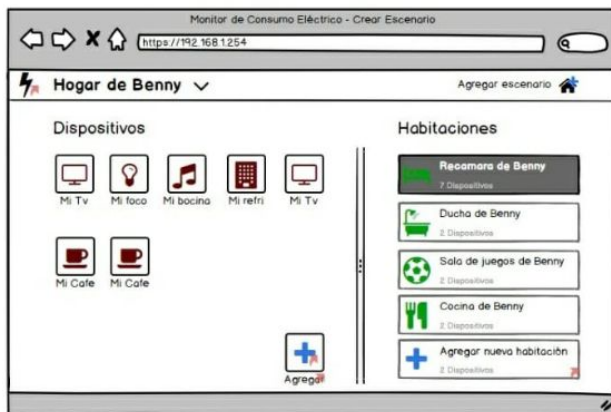 Monitor de Consumo Eléctrico - Crear Escenario
https://192.168.1.254
Hogar de Benny
Agregar escenario
Dispositivos
Mi Tv
Mi foco
Mi bocina
Mi refri
Mi Tv
Mi Cafe
Mi Cafe
Agregar
Habitaciones
Recamara de Benny
7 Dispositivos
Ducha de Benny
2 Dispositivos
Sala de juegos de Benny
2 Dispositivos
Cocina de Benny
2 Dispositivos
Agregar nueva habitación
2 Dispositivos